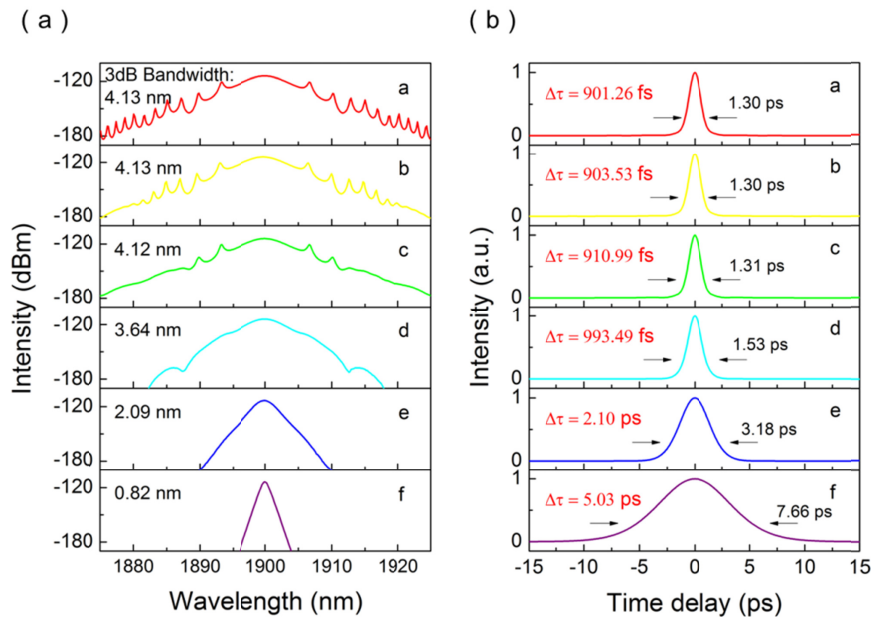 ( a )
3dB Bandwidth:
4.13 nm
a
4.13 nm
b
4.12 nm
c
3.64 nm
d
2.09 nm
e
0.82 nm
f
-120
-180
-120
-180
-120
-180
-120
-180
-120
-180
-120
-180
1880 1890 1900 1910 1920
Intensity (dBm)
Wavelength (nm)
( b )
Δτ = 901.26 fs
1.30 ps
a
Δτ = 903.53 fs
1.30 ps
b
Δτ = 910.99 fs
1.31 ps
c
Δτ = 993.49 fs
1.53 ps
d
Δτ = 2.10 ps
3.18 ps
e
Δτ = 5.03 ps
7.66 ps
f
1
0
1
0
1
0
1
0
1
0
1
0
-15 -10 -5 0 5 10 15
Intensity (a.u.)
Time delay (ps)